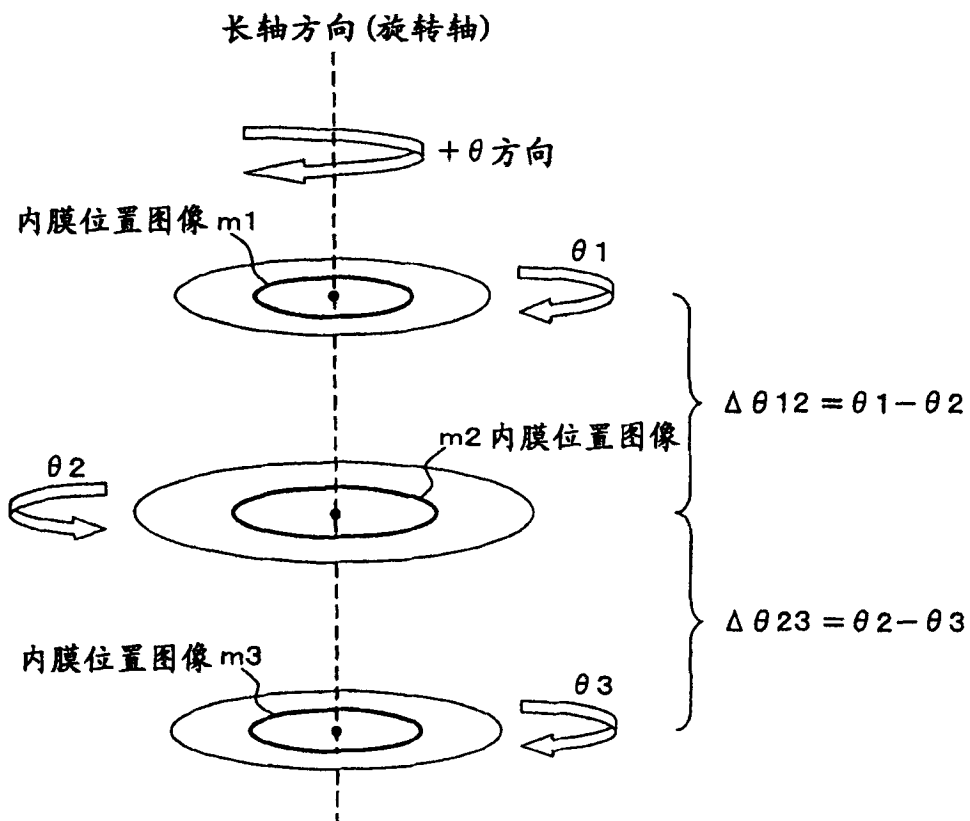 长轴方向(旋转轴)
+θ方向
内膜位置图像 m1
θ1
Δθ12=θ1-θ2
m2 内膜位置图像
θ2
Δθ23=θ2-θ3
内膜位置图像 m3
θ3